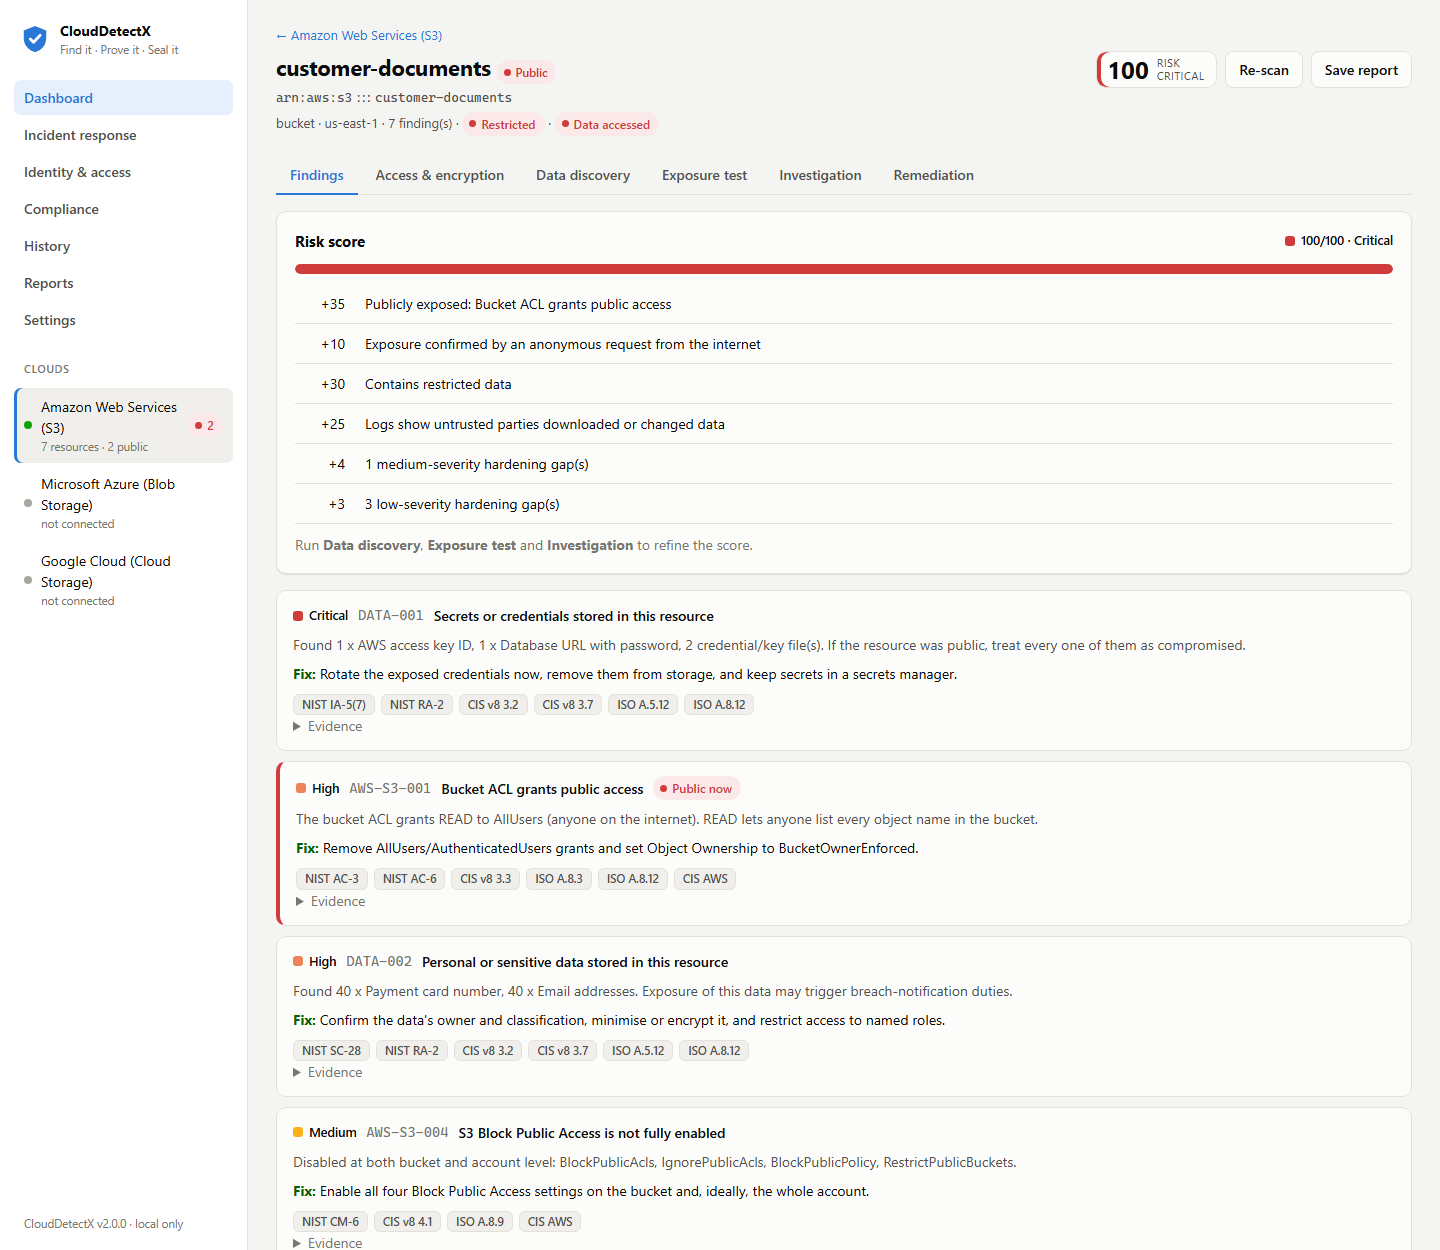 CloudDetectX
Find it · Prove it · Seal it
Dashboard
Incident response
Identity & access
Compliance
History
Reports
Settings
CLOUDS
Amazon Web Services
(S3)
7 resources · 2 public
2
Microsoft Azure (Blob
Storage)
not connected
Google Cloud (Cloud
Storage)
not connected
CloudDetectX v2.0.0 · local only
← Amazon Web Services (S3)
customer-documents Public
arn:aws:s3:::customer-documents
bucket · us-east-1 · 7 finding(s) · Restricted · Data accessed
100 RISK CRITICAL
Re-scan
Save report
Findings Access & encryption Data discovery Exposure test Investigation Remediation
Risk score 100/100 · Critical
+35 Publicly exposed: Bucket ACL grants public access
+10 Exposure confirmed by an anonymous request from the internet
+30 Contains restricted data
+25 Logs show untrusted parties downloaded or changed data
+4 1 medium-severity hardening gap(s)
+3 3 low-severity hardening gap(s)
Run Data discovery, Exposure test and Investigation to refine the score.
Critical DATA-001 Secrets or credentials stored in this resource
Found 1 x AWS access key ID, 1 x Database URL with password, 2 credential/key file(s). If the resource was public, treat every one of them as compromised.
Fix: Rotate the exposed credentials now, remove them from storage, and keep secrets in a secrets manager.
NIST IA-5(7) NIST RA-2 CIS v8 3.2 CIS v8 3.7 ISO A.5.12 ISO A.8.12
▶ Evidence
High AWS-S3-001 Bucket ACL grants public access Public now
The bucket ACL grants READ to AllUsers (anyone on the internet). READ lets anyone list every object name in the bucket.
Fix: Remove AllUsers/AuthenticatedUsers grants and set Object Ownership to BucketOwnerEnforced.
NIST AC-3 NIST AC-6 CIS v8 3.3 ISO A.8.3 ISO A.8.12 CIS AWS
▶ Evidence
High DATA-002 Personal or sensitive data stored in this resource
Found 40 x Payment card number, 40 x Email addresses. Exposure of this data may trigger breach-notification duties.
Fix: Confirm the data's owner and classification, minimise or encrypt it, and restrict access to named roles.
NIST SC-28 NIST RA-2 CIS v8 3.2 CIS v8 3.7 ISO A.5.12 ISO A.8.12
▶ Evidence
Medium AWS-S3-004 S3 Block Public Access is not fully enabled
Disabled at both bucket and account level: BlockPublicAcls, IgnorePublicAcls, BlockPublicPolicy, RestrictPublicBuckets.
Fix: Enable all four Block Public Access settings on the bucket and, ideally, the whole account.
NIST CM-6 CIS v8 4.1 ISO A.8.9 CIS AWS
▶ Evidence